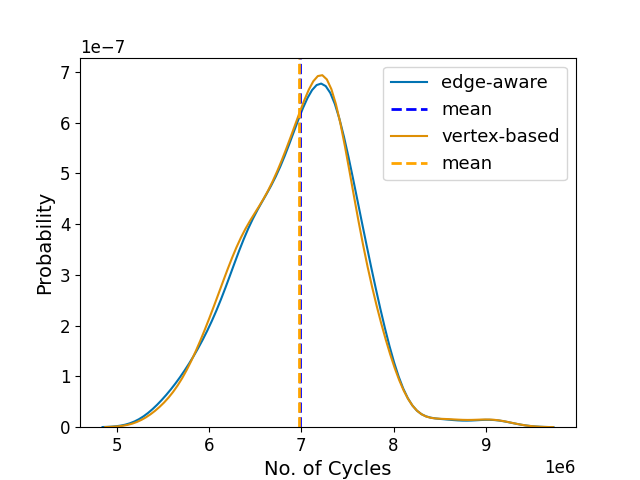 1e−7
7
6
5
4
3
2
1
0
Probability
edge-aware
mean
vertex-based
mean
5 6 7 8 9
No. of Cycles
1e6